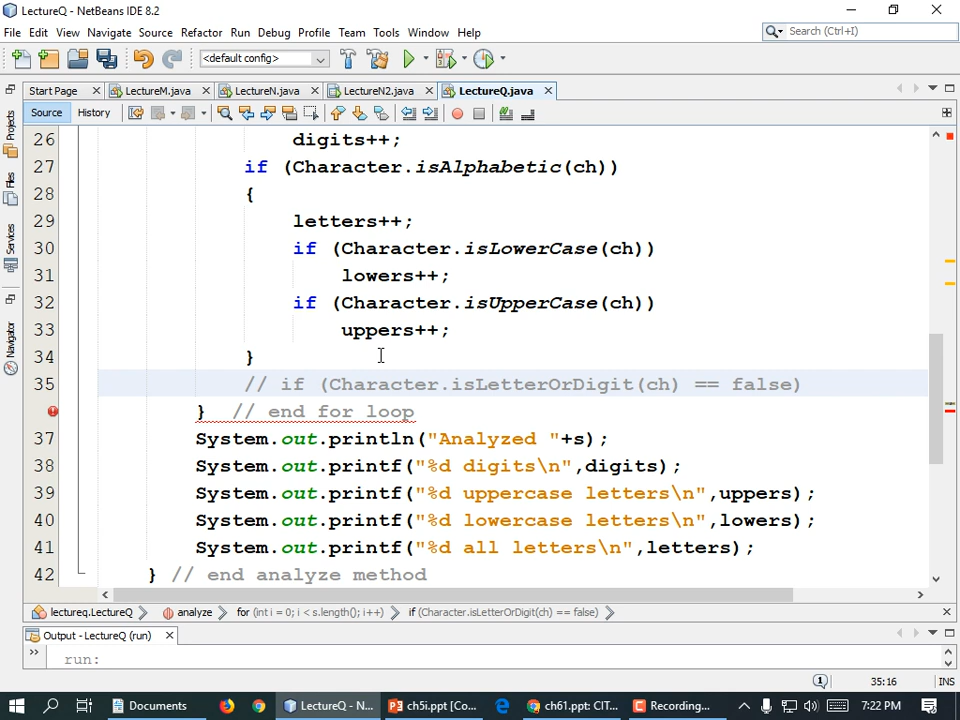 LectureQ - NetBeans IDE 8.2
File Edit View Navigate Source Refactor Run Debug Profile Team Tools Window Help
Search (Ctrl+I)
<default config>
Start Page LectureM.java LectureN.java LectureN2.java LectureQ.java
Source History
26 digits++;
27 if (Character.isAlphabetic(ch))
28 {
29 letters++;
30 if (Character.isLowerCase(ch))
31 lowers++;
32 if (Character.isUpperCase(ch))
33 uppers++;
34 }
35 // if (Character.isLetterOrDigit(ch) == false)
} // end for loop
37 System.out.println("Analyzed "+s);
38 System.out.printf("%d digits\n",digits);
39 System.out.printf("%d uppercase letters\n",uppers);
40 System.out.printf("%d lowercase letters\n",lowers);
41 System.out.printf("%d all letters\n",letters);
42 } // end analyze method
Projects
Files
Services
Navigator
lectureq.LectureQ analyze for (int i = 0; i < s.length(); i++) if (Character.isLetterOrDigit(ch) == false)
Output - LectureQ (run)
run:
1 35:16 INS
Documents LectureQ - N... ch5i.ppt [Co... ch61.ppt: CIT... Recording... 7:22 PM